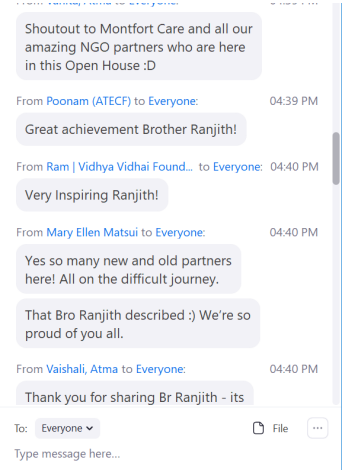 Shoutout to Montfort Care and all our
amazing NGO partners who are here
in this Open House :D
From Poonam (ATECF) to Everyone: 04:39 PM
Great achievement Brother Ranjith!
From Ram | Vidhya Vidhai Found... to Everyone: 04:40 PM
Very Inspiring Ranjith!
From Mary Ellen Matsui to Everyone: 04:40 PM
Yes so many new and old partners
here! All on the difficult journey.
That Bro Ranjith described :) We're so
proud of you all.
From Vaishali, Atma to Everyone: 04:40 PM
Thank you for sharing Br Ranjith - its
To: Everyone File ...
Type message here...